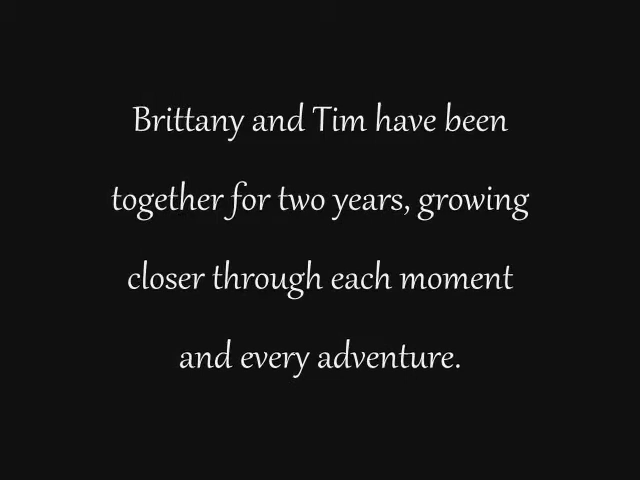 Brittany and Tim have been
together for two years, growing
closer through each moment
and every adventure.